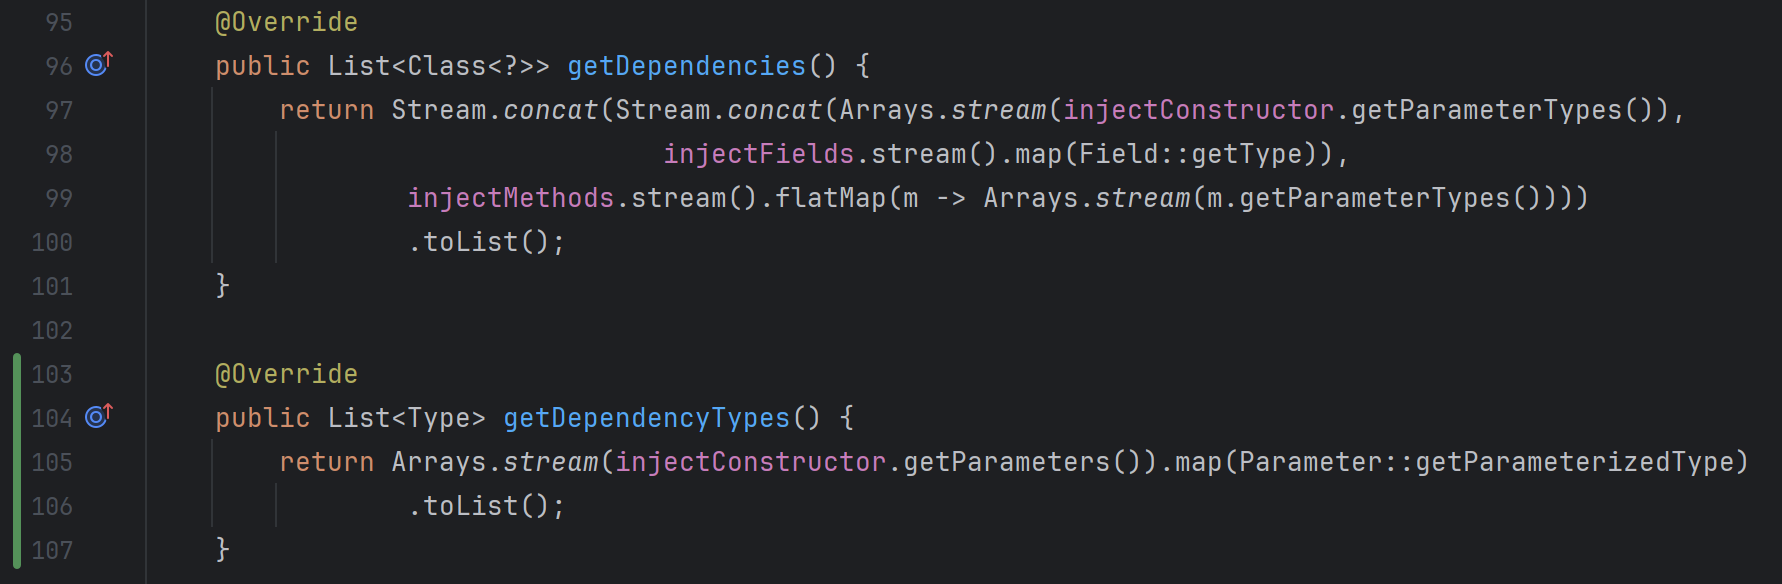 95 @Override
96 public List<Class<?>> getDependencies() {
97 return Stream.concat(Stream.concat(Arrays.stream(injectConstructor.getParameterTypes()),
98 injectFields.stream().map(Field::getType)),
99 injectMethods.stream().flatMap(m -> Arrays.stream(m.getParameterTypes())))
100 .toList();
101 }
102
103 @Override
104 public List<Type> getDependencyTypes() {
105 return Arrays.stream(injectConstructor.getParameters()).map(Parameter::getParameterizedType)
106 .toList();
107 }